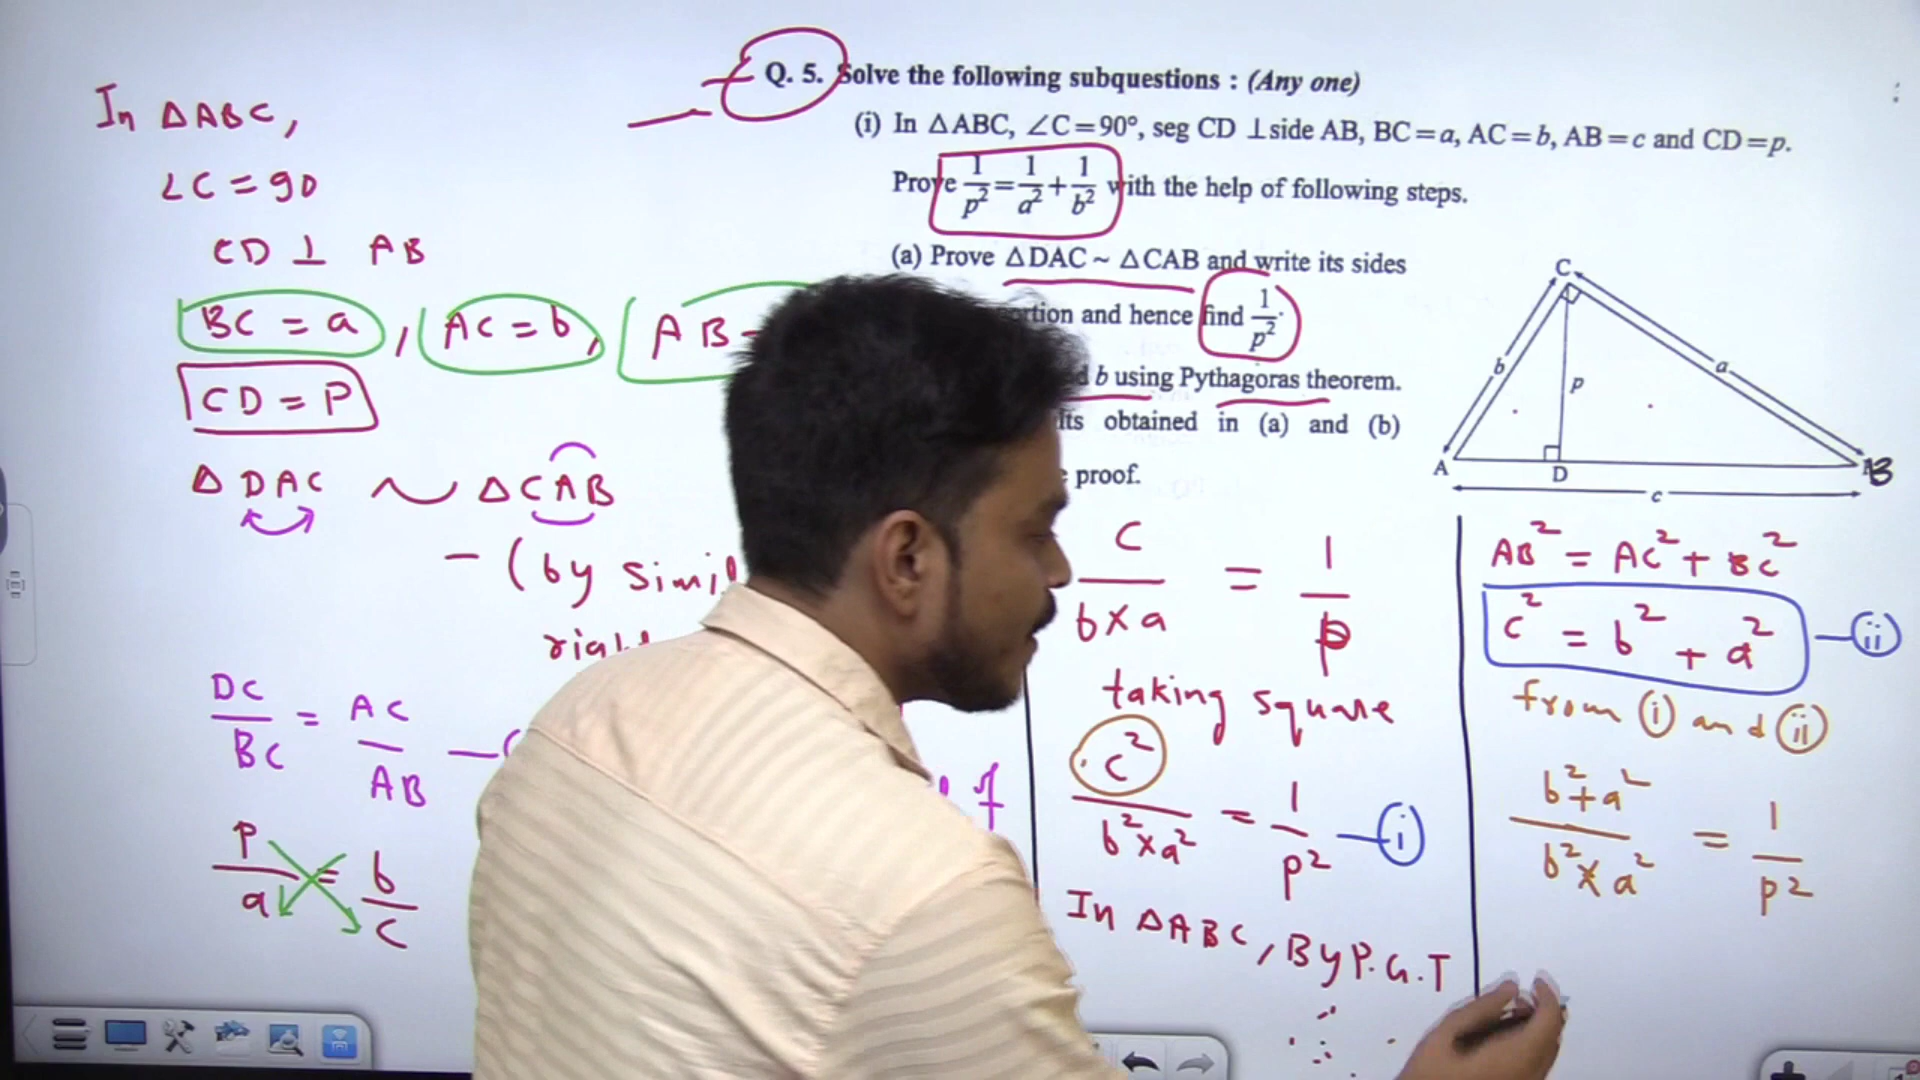 Q. 5. Solve the following subquestions : (Any one)
(i) In △ABC, ∠C=90°, seg CD ⊥side AB, BC=a, AC=b, AB=c and CD=p.
Prove 1/p² = 1/a² + 1/b² with the help of following steps.
(a) Prove △DAC ~ △CAB and write its sides
and hence find 1/p².
b using Pythagoras theorem.
obtained in (a) and (b)
proof.
C
b
a
p
A
D
B
c
In △ABC,
∠C = 90
CD ⊥ AB
BC = a, AC = b, AB
CD = P
△ DAC ~ △CAB
- (by
DC/BC = AC/AB
p/a = b/c
c/b×a = 1/p
taking square
c²/b²×a² = 1/p² - (i)
In △ABC, By P.G.T
AB² = AC² + BC²
c² = b² + a² - (ii)
from (i) and (ii)
b²+a²/b²×a² = 1/p²